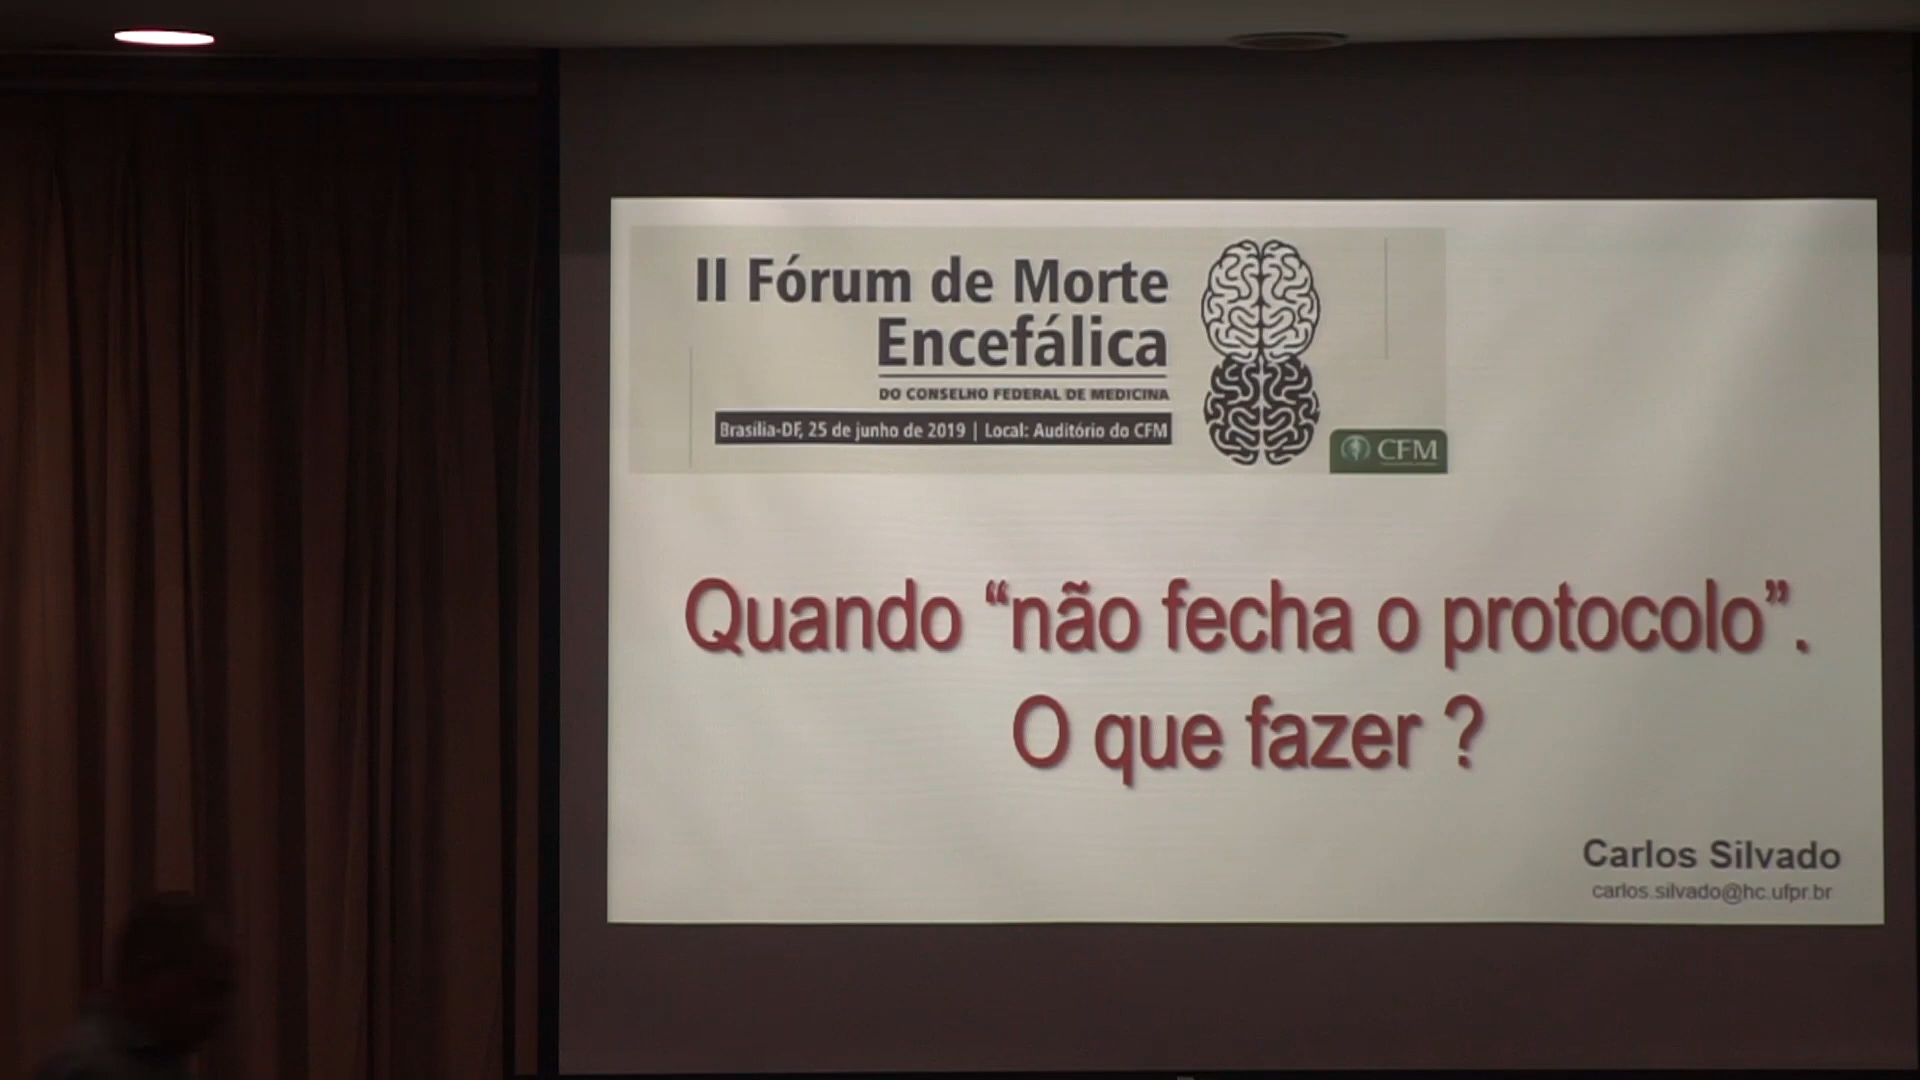 II Fórum de Morte
Encefálica
DO CONSELHO FEDERAL DE MEDICINA
Brasília-DF, 25 de junho de 2019 | Local: Auditório do CFM
CFM
Quando “não fecha o protocolo”.
O que fazer ?
Carlos Silvado
carlos.silvado@hc.ufpr.br